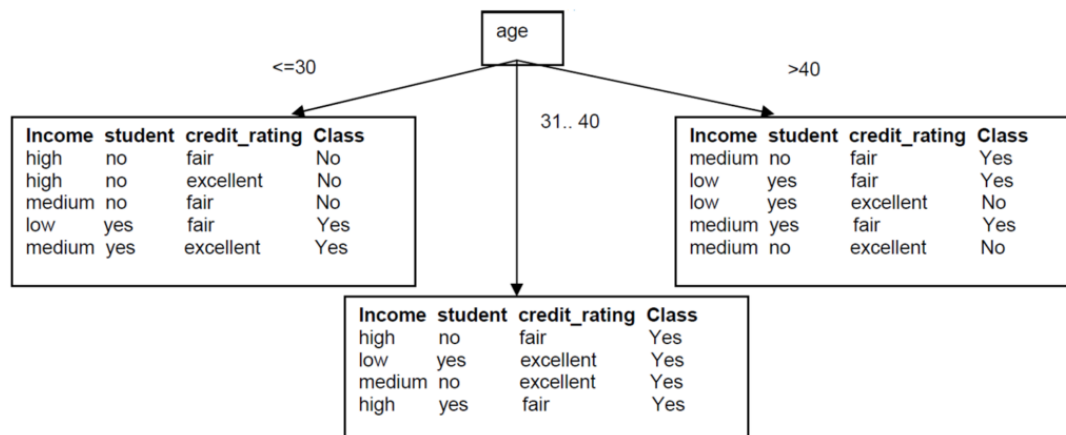 age
<=30
31.. 40
>40
Income student credit_rating Class
high no fair No
high no excellent No
medium no fair No
low yes fair Yes
medium yes excellent Yes
Income student credit_rating Class
medium no fair Yes
low yes fair Yes
low yes excellent No
medium yes fair Yes
medium no excellent No
Income student credit_rating Class
high no fair Yes
low yes excellent Yes
medium no excellent Yes
high yes fair Yes